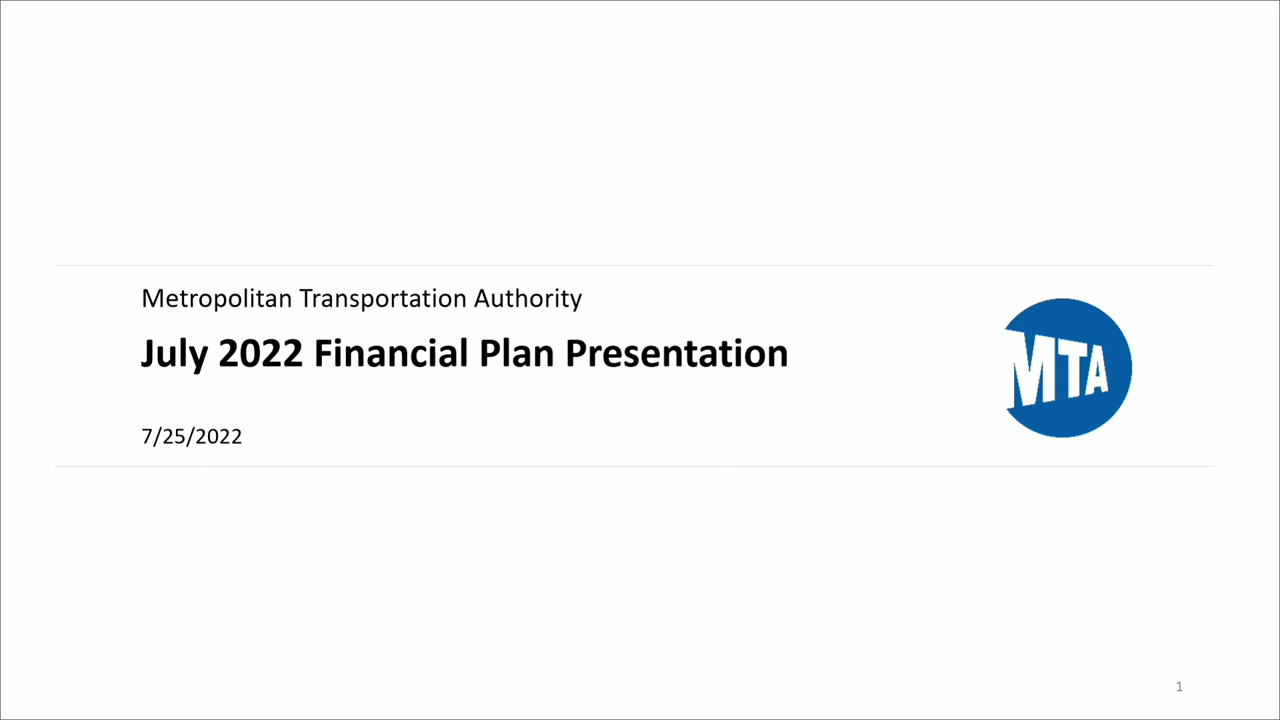 Metropolitan Transportation Authority
July 2022 Financial Plan Presentation
MTA
7/25/2022
1